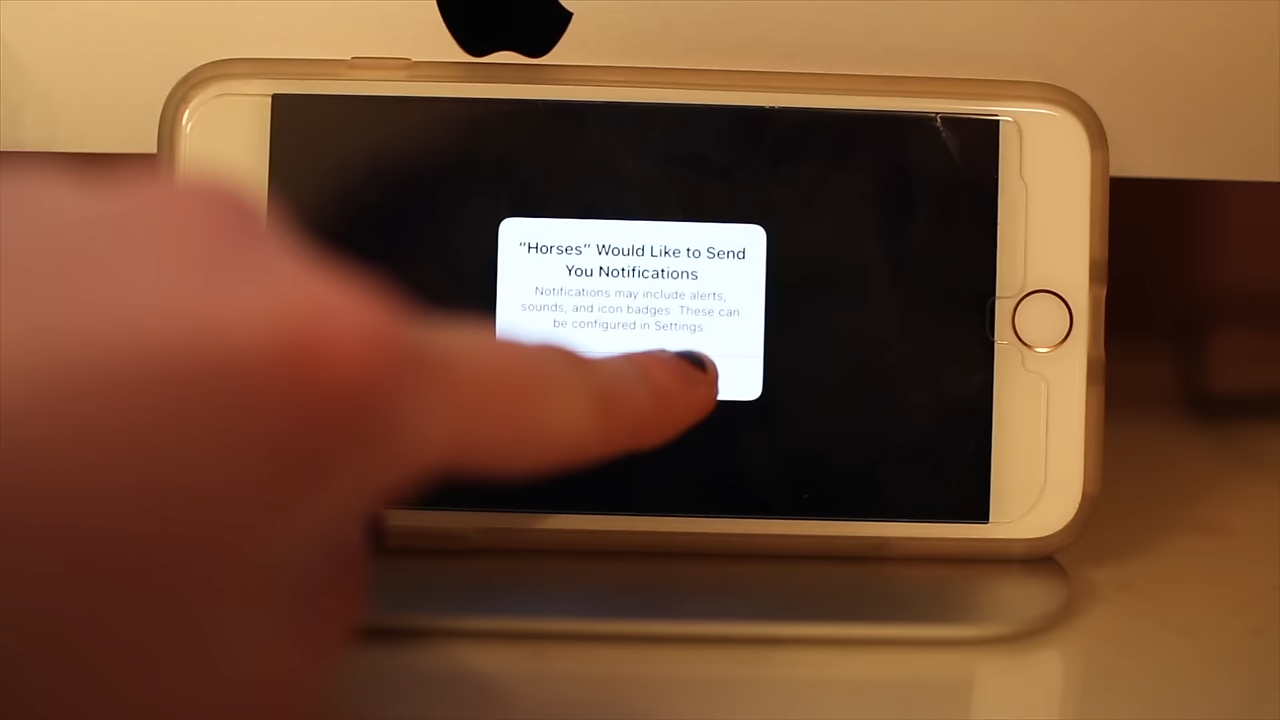 “Horses” Would Like to Send
You Notifications
Notifications may include alerts,
sounds, and icon badges. These can
be configured in Settings